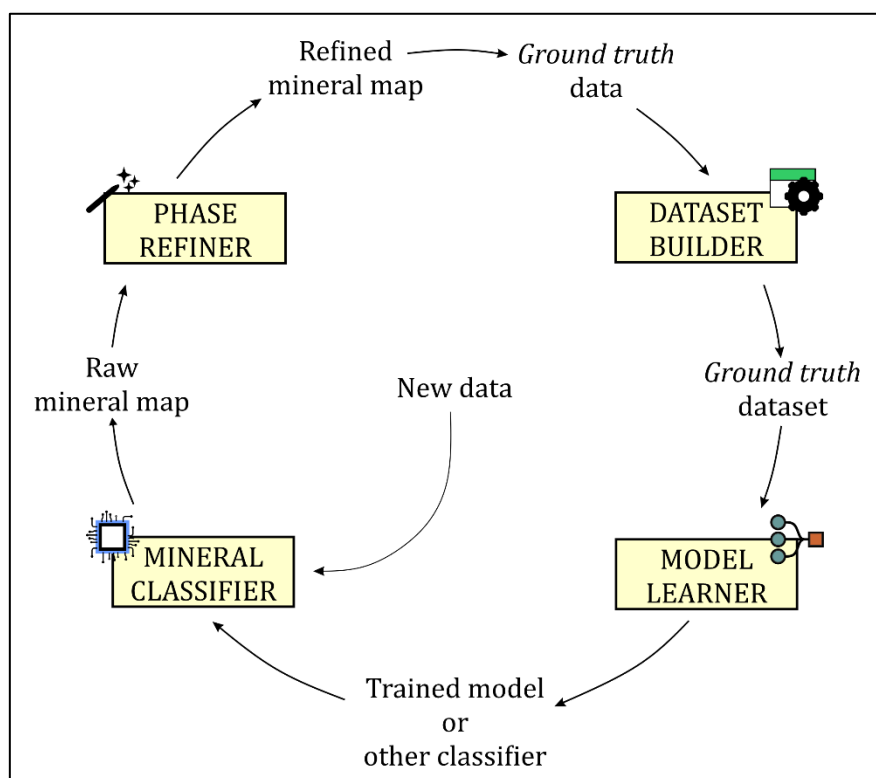 Refined
mineral map
Ground truth
data
PHASE
REFINER
DATASET
BUILDER
Raw
mineral map
New data
Ground truth
dataset
MINERAL
CLASSIFIER
MODEL
LEARNER
Trained model
or
other classifier